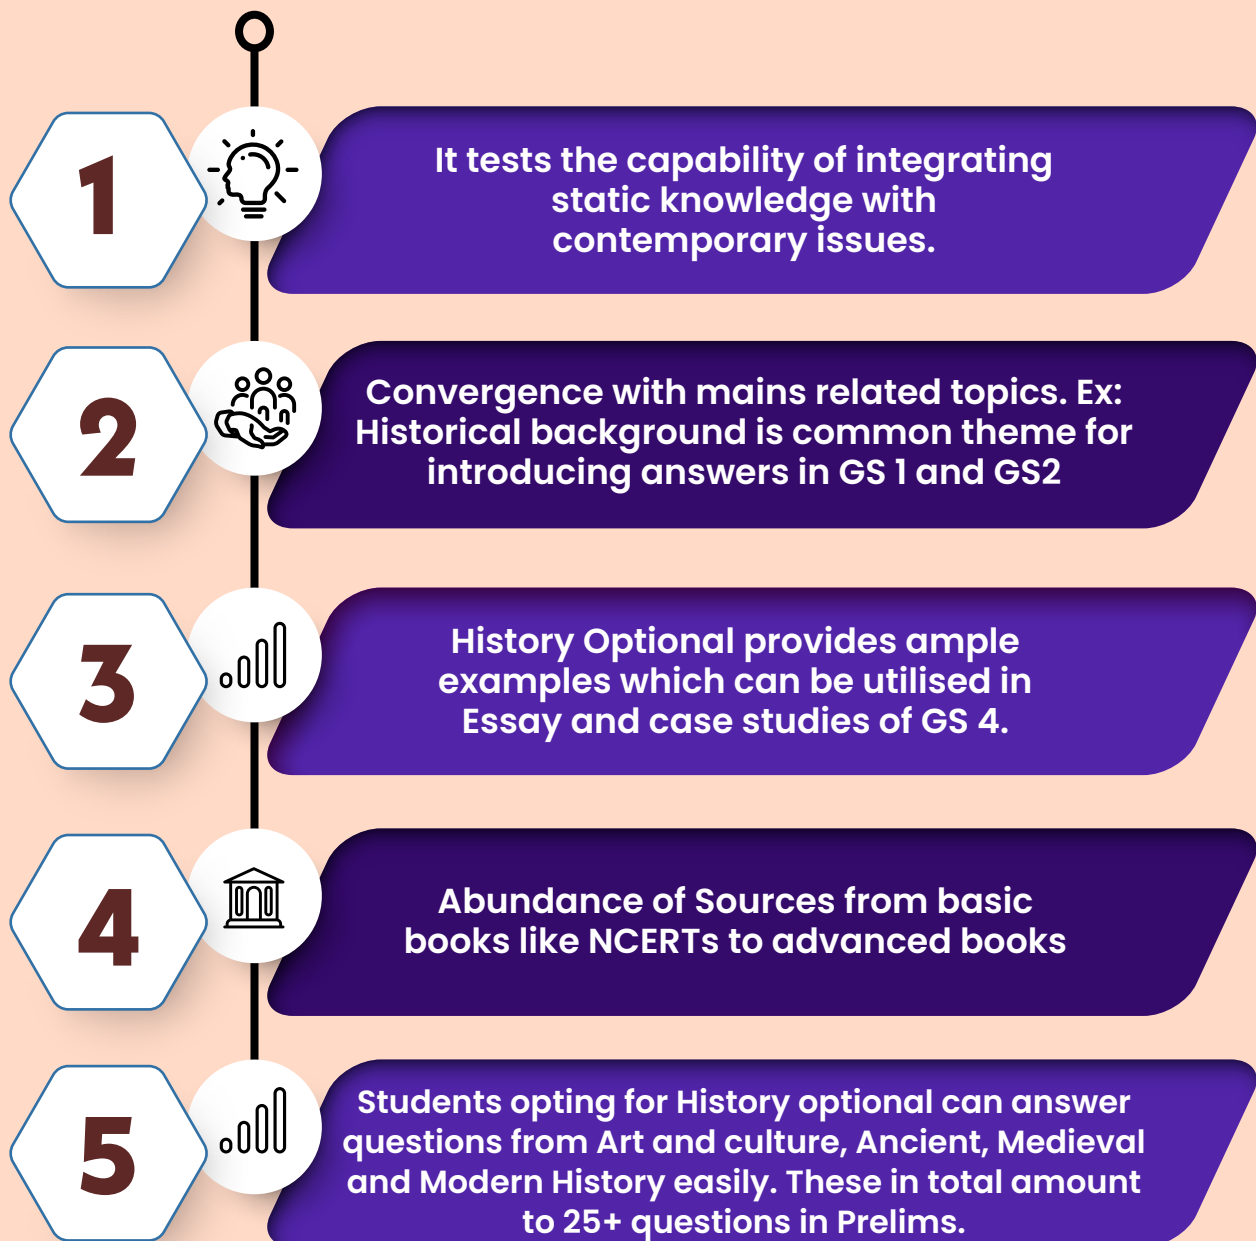 1
It tests the capability of integrating
static knowledge with
contemporary issues.
2
Convergence with mains related topics. Ex:
Historical background is common theme for
introducing answers in GS 1 and GS2
3
History Optional provides ample
examples which can be utilised in
Essay and case studies of GS 4.
4
Abundance of Sources from basic
books like NCERTs to advanced books
5
Students opting for History optional can answer
questions from Art and culture, Ancient, Medieval
and Modern History easily. These in total amount
to 25+ questions in Prelims.